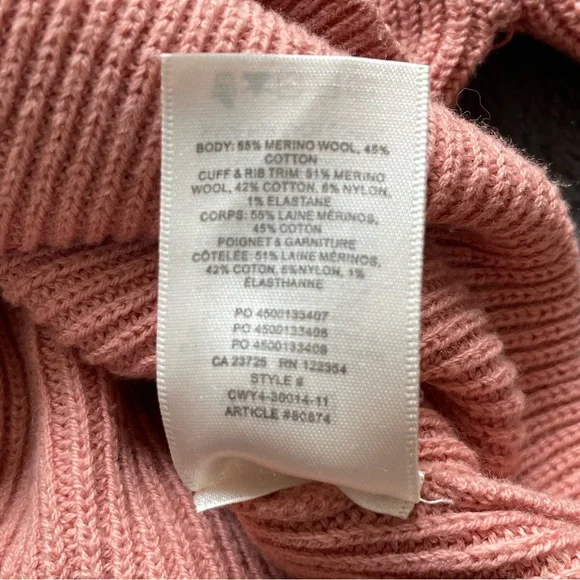 BODY: 55% MERINO WOOL, 45%
COTTON
CUFF & RIB TRIM: 51% MERINO
WOOL, 42% COTTON, 6% NYLON,
1% ELASTANE
CORPS: 55% LAINE MÉRINOS,
45% COTON
POIGNET & GARNITURE
CÔTELÉE: 51% LAINE MÉRINOS,
42% COTON, 6%NYLON, 1%
ÉLASTHANNE
PO 4500133407
PO 4500133405
PO 4500133406
CA 23725 RN 122354
STYLE #
CWY4-30014-11
ARTICLE #80874